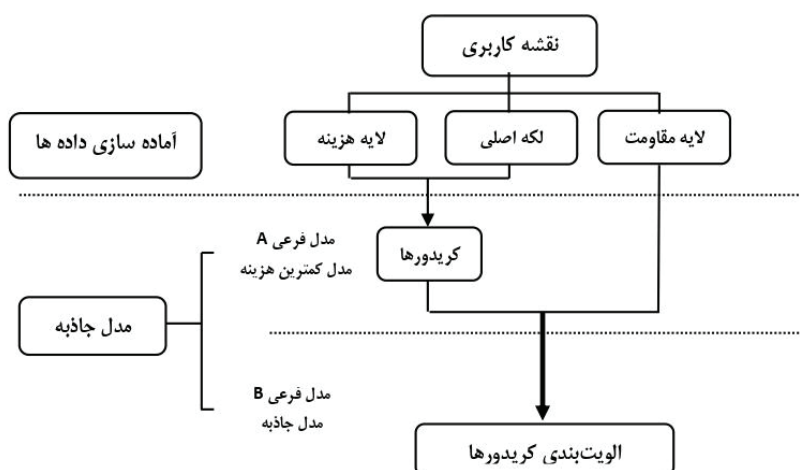 نقشه کاربری
لایه مقاومت
لکه اصلی
لایه هزینه
آماده سازی داده ها
کریدورها
مدل فرعی A
مدل کمترین هزینه
مدل جاذبه
مدل فرعی B
مدل جاذبه
الویت‌بندی کریدورها